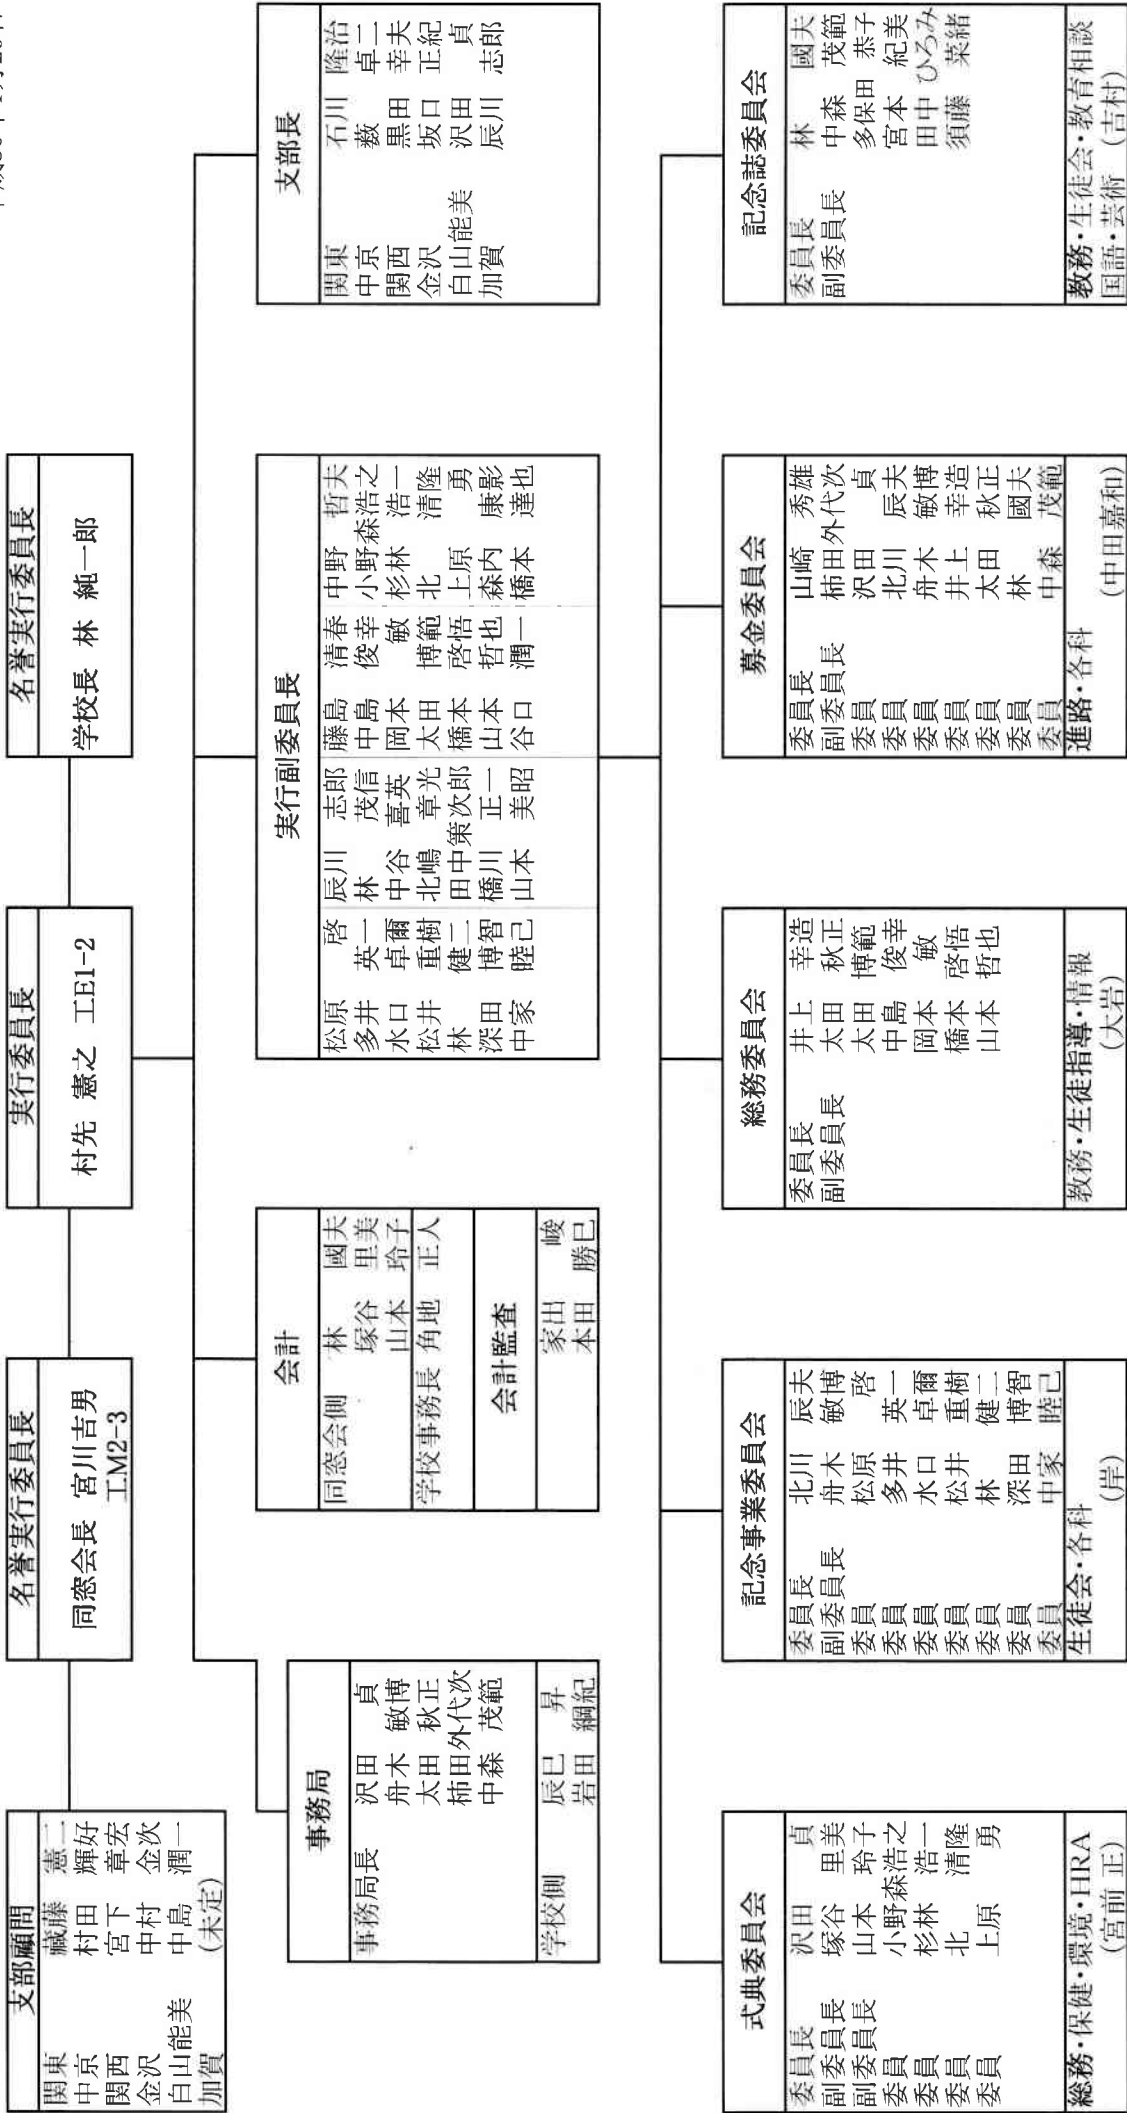 支部顧問
関東 藏藤 憲二
中京 村田 輝好
関西 宮下 章宏
金沢 中村 金次
白山能美 中島 潤一
加賀 (未定)
名誉実行委員長
同窓会長 宮川吉男
工M2-3
実行委員長
村先 憲之 工E1-2
名誉実行委員長
学校長 林 純一郎
事務局
事務局長 沢田 貞
舟木 敏博
太田 秋正
柿田外代次
中森 茂範
学校側 辰巳 昇
岩田 綱紀
会計
同窓会側 林 國夫
塚谷 里美
山本 玲子
学校事務長 角地 正人
会計監査
家出 峻
本田 勝巳
実行副委員長
松原 啓 辰川 志郎 藤島 清春 中野 哲夫
多井 英一 林 茂信 中島 俊幸 小野森浩之
水口 卓爾 中谷 喜英 岡本 敏 杉林 浩一
松井 重樹 北嶋 章光 太田 博範 北 清隆
林 健二 田中策次郎 橋本 啓悟 上原 勇
深田 博智 橋川 正一 山本 哲也 森内 康影
中家 睦己 山本 美昭 谷口 潤一 橋本 達也
支部長
関東 石川 隆治
中京 薮 卓二
関西 黒田 幸夫
金沢 坂口 正紀
白山能美 沢田 貞
加賀 辰川 志郎
式典委員会
委員長 沢田 貞
副委員長 塚谷 里美
副委員長 山本 玲子
委員 小野森浩之
委員 杉林 浩一
委員 北 清隆
委員 上原 勇
総務・保健・環境・HRA
(宮前 正)
記念事業委員会
委員長 北川 辰夫
副委員長 舟木 敏博
委員 松原 啓
委員 多井 英一
委員 水口 卓爾
委員 松井 重樹
委員 林 健二
委員 深田 博智
委員 中家 睦己
生徒会・各科
(岸)
総務委員会
委員長 井上 幸造
副委員長 太田 秋正
太田 博範
中島 俊幸
岡本 敏
橋本 啓悟
山本 哲也
教務・生徒指導・情報
(大岩)
募金委員会
委員長 山崎 秀雄
副委員長 柿田外代次
委員 沢田 貞
委員 北川 辰夫
委員 舟木 敏博
委員 井上 幸造
委員 太田 秋正
委員 林 國夫
委員 中森 茂範
進路・各科
(中田嘉和)
記念誌委員会
委員長 林 國夫
副委員長 中森 茂範
多保田 恭子
宮本 紀美
田中 ひろみ
須藤 菜緒
教務・生徒会・教育相談
国語・芸術 (吉村)